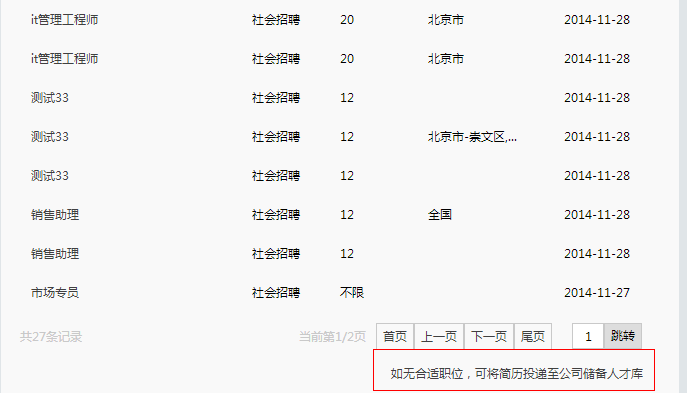 it管理工程师 社会招聘 20 北京市 2014-11-28
it管理工程师 社会招聘 20 北京市 2014-11-28
测试33 社会招聘 12 2014-11-28
测试33 社会招聘 12 北京市-崇文区,... 2014-11-28
测试33 社会招聘 12 2014-11-28
销售助理 社会招聘 12 全国 2014-11-28
销售助理 社会招聘 12 2014-11-28
市场专员 社会招聘 不限 2014-11-27
共27条记录 当前第1/2页 首页 上一页 下一页 尾页 1 跳转
如无合适职位，可将简历投递至公司储备人才库